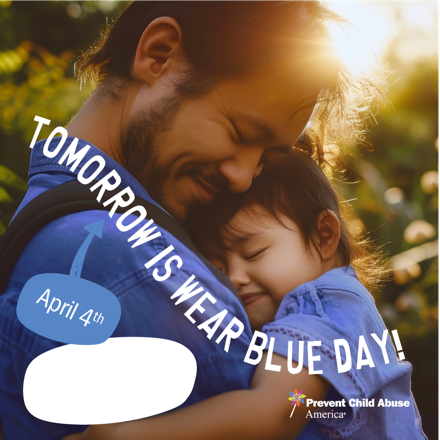 TOMORROW IS WEAR BLUE DAY!
April 4th
Prevent Child Abuse
America®